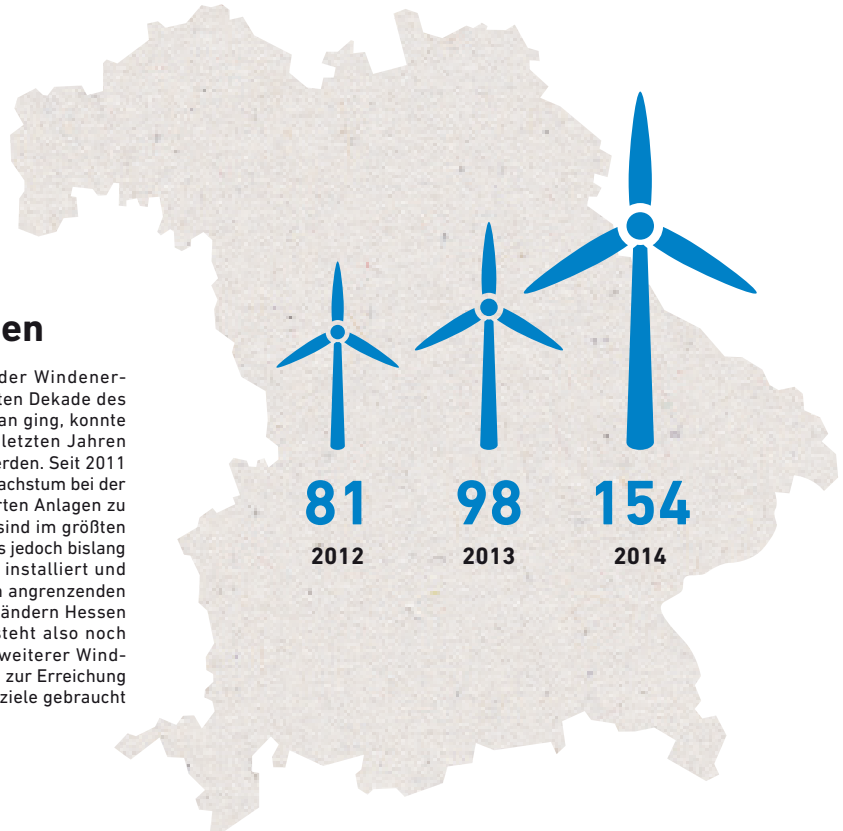 en
der Windener-
ten Dekade des
an ging, konnte
letzten Jahren
erden. Seit 2011
achstum bei der
rten Anlagen zu
sind im größten
s jedoch bislang
installiert und
n angrenzenden
ändern Hessen
steht also noch
weiterer Wind-
zur Erreichung
ziele gebraucht
81 98 154
2012 2013 2014